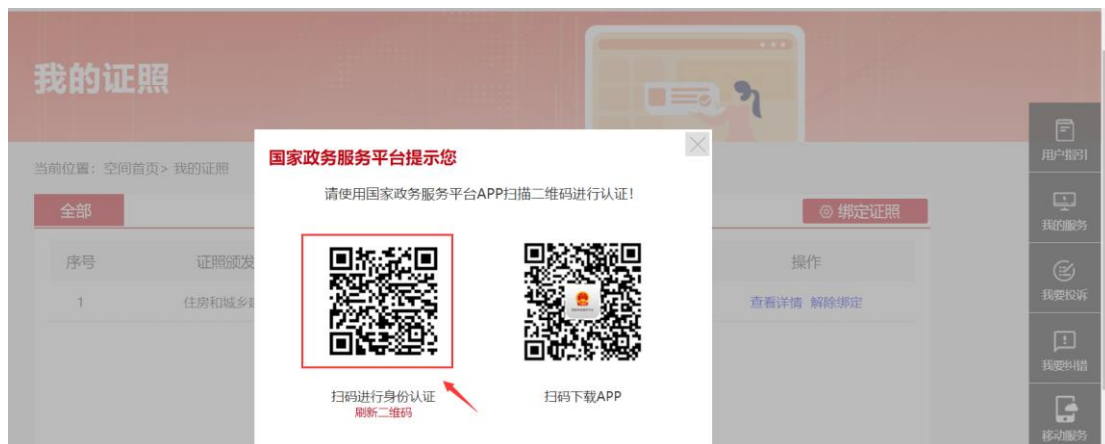 我的证照
当前位置：空间首页> 我的证照
全部
绑定证照
序号
证照颁发
操作
1
住房和城乡
查看详情 解除绑定
国家政务服务平台提示您
请使用国家政务服务平台APP扫描二维码进行认证！
扫码进行身份认证
刷新二维码
扫码下载APP
用户指引
我的服务
我要投诉
我要纠错
移动服务